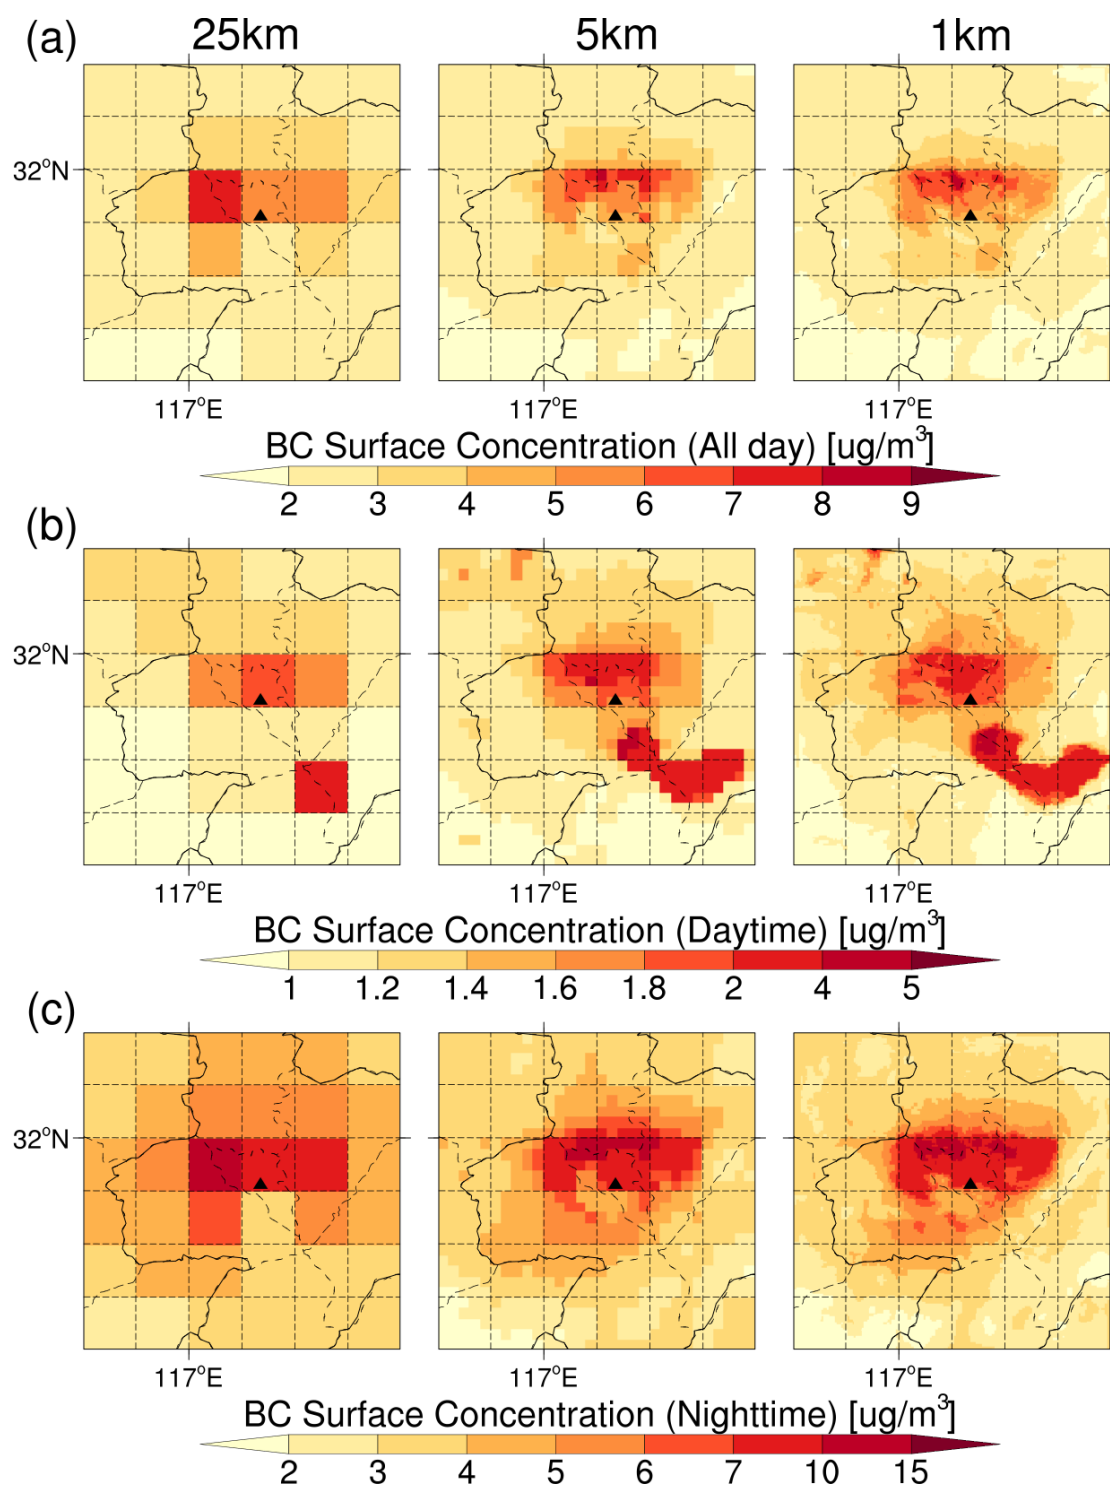 (a) 25km 5km 1km
32°N
117°E 117°E 117°E
BC Surface Concentration (All day) [ug/m³]
2 3 4 5 6 7 8 9
(b)
32°N
117°E 117°E 117°E
BC Surface Concentration (Daytime) [ug/m³]
1 1.2 1.4 1.6 1.8 2 4 5
(c)
32°N
117°E 117°E 117°E
BC Surface Concentration (Nighttime) [ug/m³]
2 3 4 5 6 7 10 15